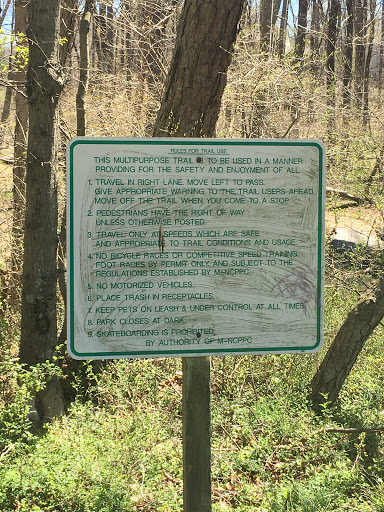 RULES FOR TRAIL USE
THIS MULTIPURPOSE TRAIL IS TO BE USED IN A MANNER
PROVIDING FOR THE SAFETY AND ENJOYMENT OF ALL
1. TRAVEL IN RIGHT LANE. MOVE LEFT TO PASS.
GIVE APPROPRIATE WARNING TO THE TRAIL USERS AHEAD.
MOVE OFF THE TRAIL WHEN YOU COME TO A STOP
2. PEDESTRIANS HAVE THE RIGHT OF WAY
UNLESS OTHERWISE POSTED.
3. TRAVEL ONLY AT SPEEDS WHICH ARE SAFE
AND APPROPRIATE TO TRAIL CONDITIONS AND USAGE.
4. NO BICYCLE RACES OR COMPETITIVE SPEED TRAINING
FOOT RACES BY PERMIT ONLY AND SUBJECT TO THE
REGULATIONS ESTABLISHED BY M-NCPPC.
5. NO MOTORIZED VEHICLES.
6. PLACE TRASH IN RECEPTACLES.
7. KEEP PETS ON LEASH & UNDER CONTROL AT ALL TIMES
8. PARK CLOSES AT DARK.
9. SKATEBOARDING IS PROHIBITED.
BY AUTHORITY OF M-NCPPC